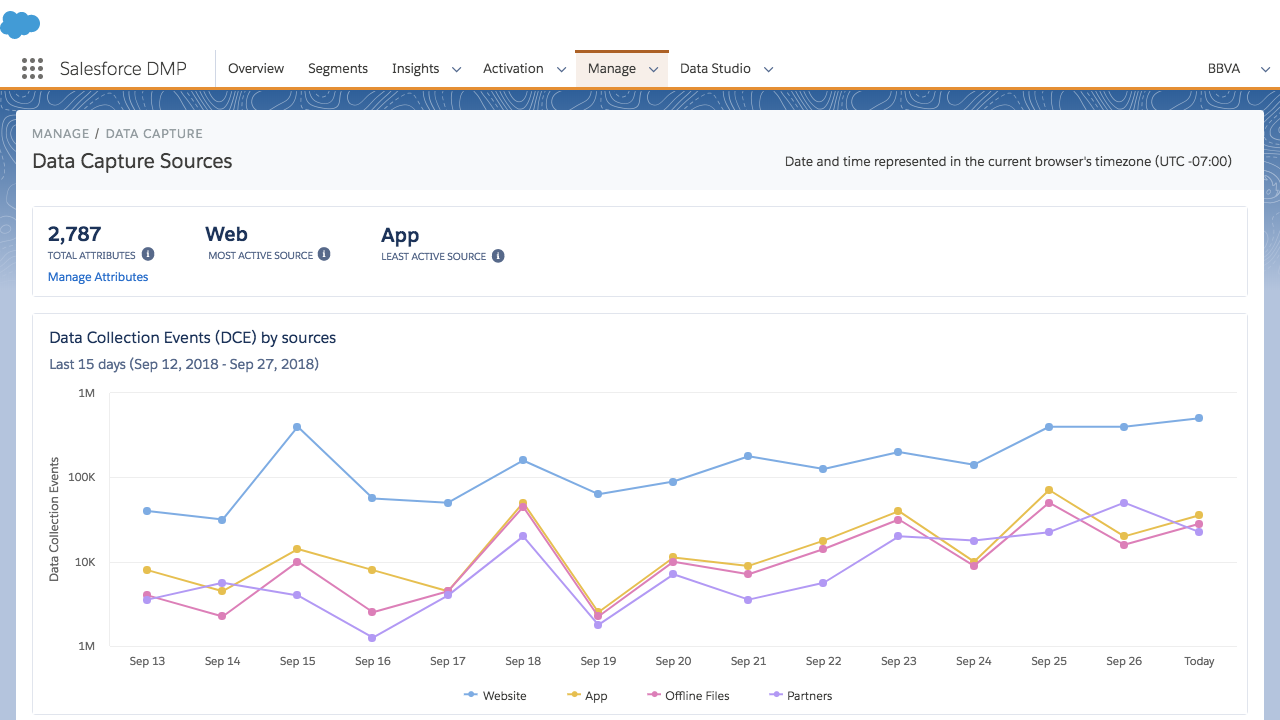 Salesforce DMP Overview Segments Insights Activation Manage Data Studio BBVA
MANAGE / DATA CAPTURE
Data Capture Sources
Date and time represented in the current browser's timezone (UTC -07:00)
2,787 Web App
TOTAL ATTRIBUTES MOST ACTIVE SOURCE LEAST ACTIVE SOURCE
Manage Attributes
Data Collection Events (DCE) by sources
Last 15 days (Sep 12, 2018 - Sep 27, 2018)
Data Collection Events
1M
100K
10K
1M
Sep 13 Sep 14 Sep 15 Sep 16 Sep 17 Sep 18 Sep 19 Sep 20 Sep 21 Sep 22 Sep 23 Sep 24 Sep 25 Sep 26 Today
Website App Offline Files Partners